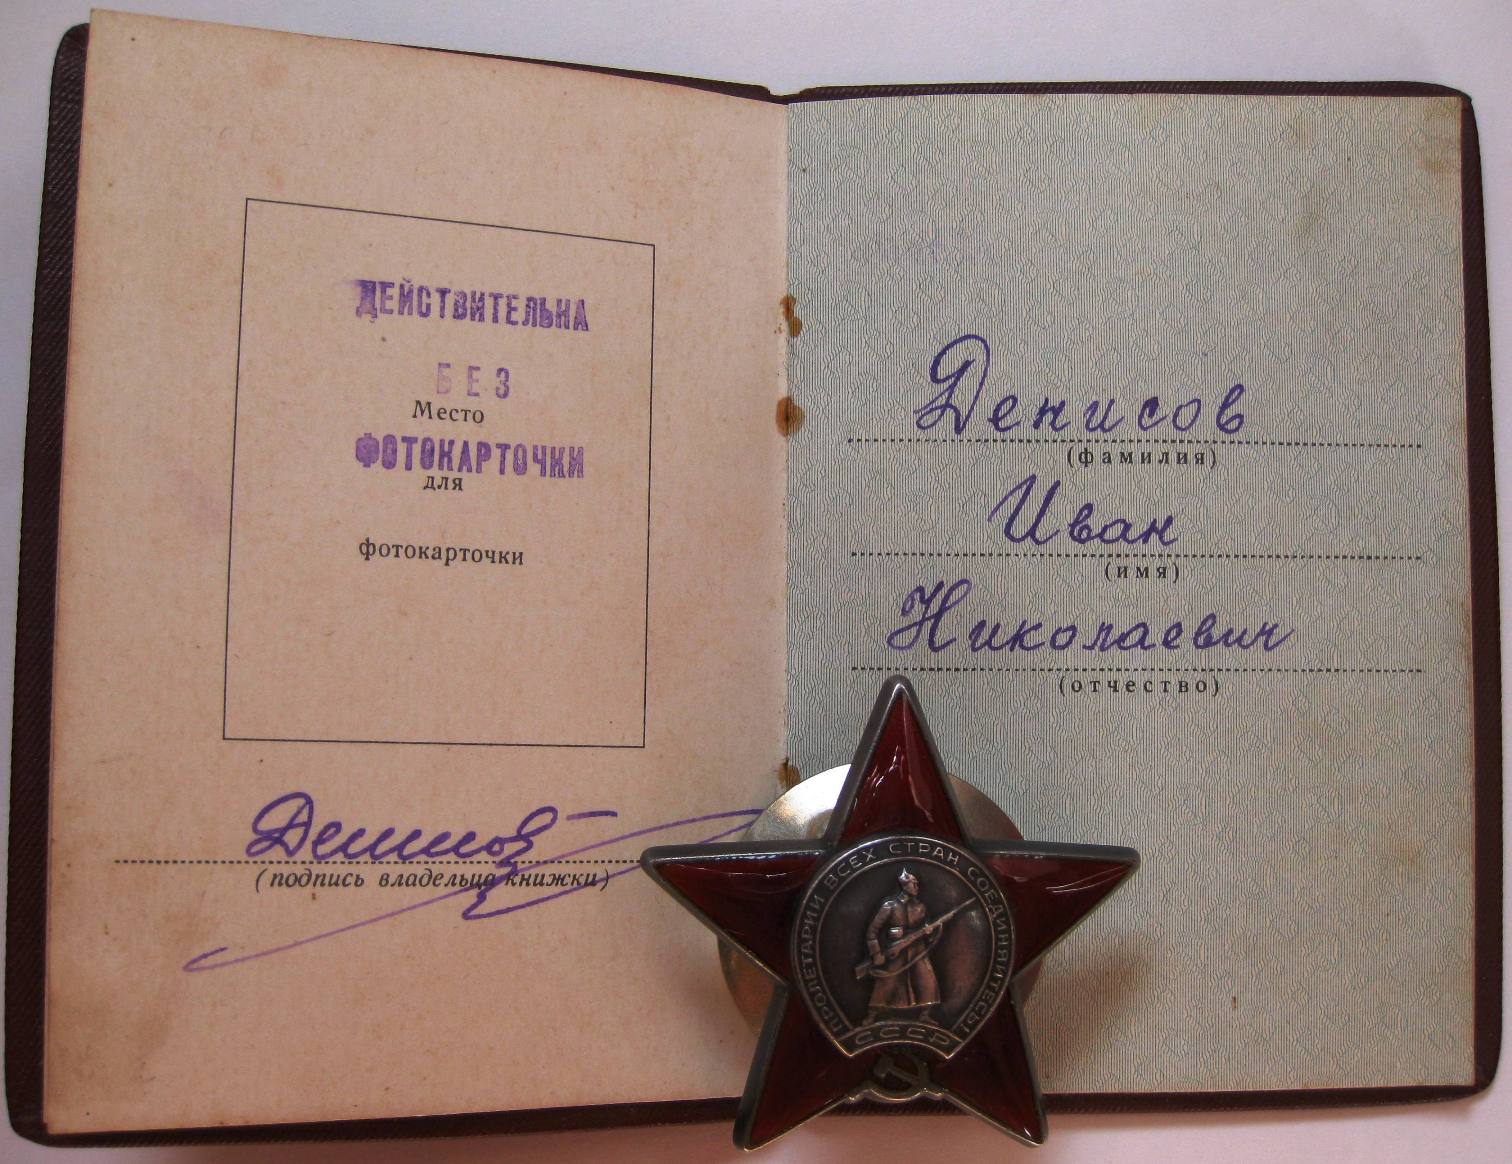 ДЕЙСТВИТЕЛЬНА
БЕЗ
Место
ФОТОКАРТОЧКИ
для
фотокарточки
Денисов
(подпись владельца книжки)
Денисов
(фамилия)
Иван
(имя)
Николаевич
(отчество)
ПРОЛЕТАРИИ ВСЕХ СТРАН, СОЕДИНЯЙТЕСЬ!
СССР